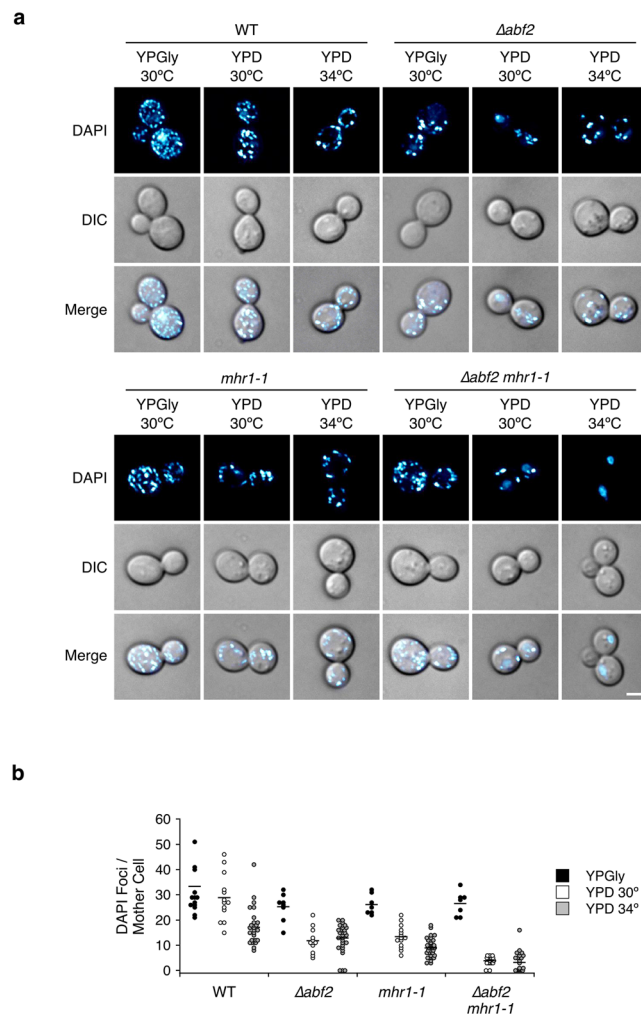 a
WT Δabf2
YPGly YPD YPD YPGly YPD YPD
30ºC 30ºC 34ºC 30ºC 30ºC 34ºC
DAPI
DIC
Merge
mhr1-1 Δabf2 mhr1-1
YPGly YPD YPD YPGly YPD YPD
30ºC 30ºC 34ºC 30ºC 30ºC 34ºC
DAPI
DIC
Merge
b
DAPI Foci /
Mother Cell
60
50
40
30
20
10
0
WT Δabf2 mhr1-1 Δabf2
mhr1-1
YPGly
YPD 30º
YPD 34º